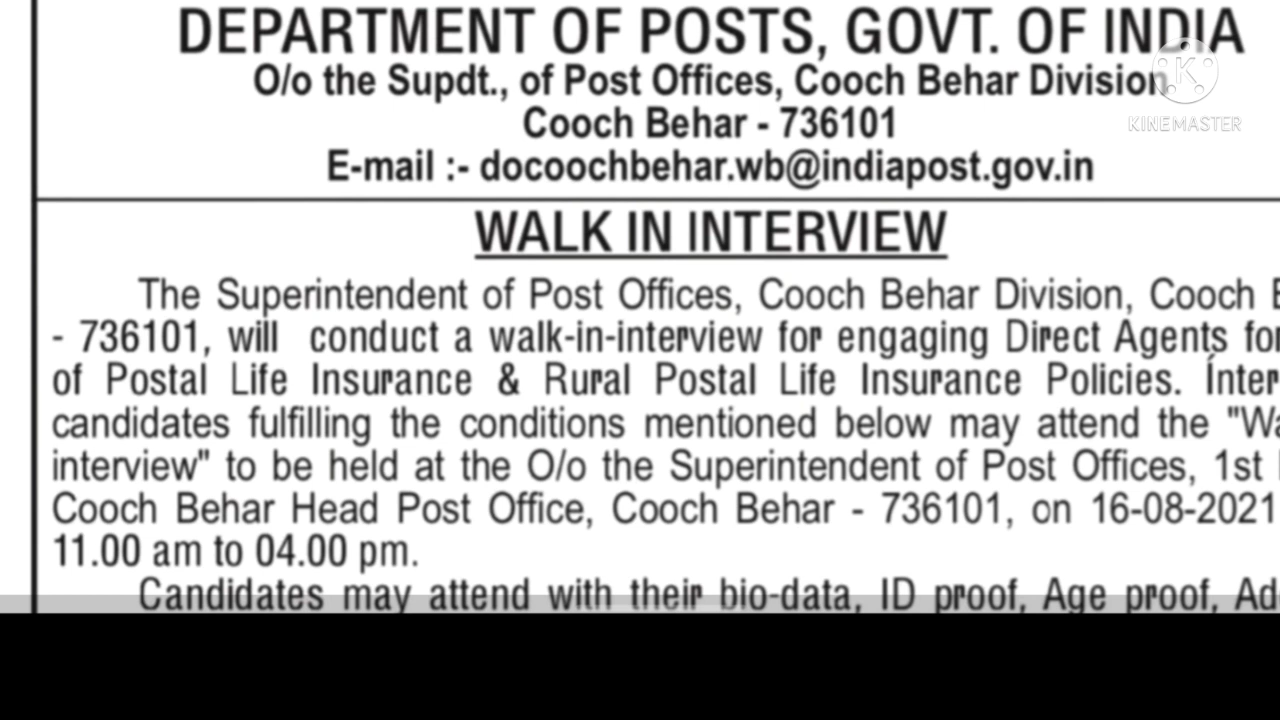 DEPARTMENT OF POSTS, GOVT. OF INDIA
O/o the Supdt., of Post Offices, Cooch Behar Division
Cooch Behar - 736101
E-mail :- docoochbehar.wb@indiapost.gov.in
KINEMASTER
WALK IN INTERVIEW
The Superintendent of Post Offices, Cooch Behar Division, Cooch
- 736101, will conduct a walk-in-interview for engaging Direct Agents
of Postal Life Insurance & Rural Postal Life Insurance Policies.
candidates fulfilling the conditions mentioned below may attend the
interview" to be held at the O/o the Superintendent of Post Offices, 1st
Cooch Behar Head Post Office, Cooch Behar - 736101, on 16-08-2021
11.00 am to 04.00 pm.
Candidates may attend with their bio-data, ID proof, Age proof,